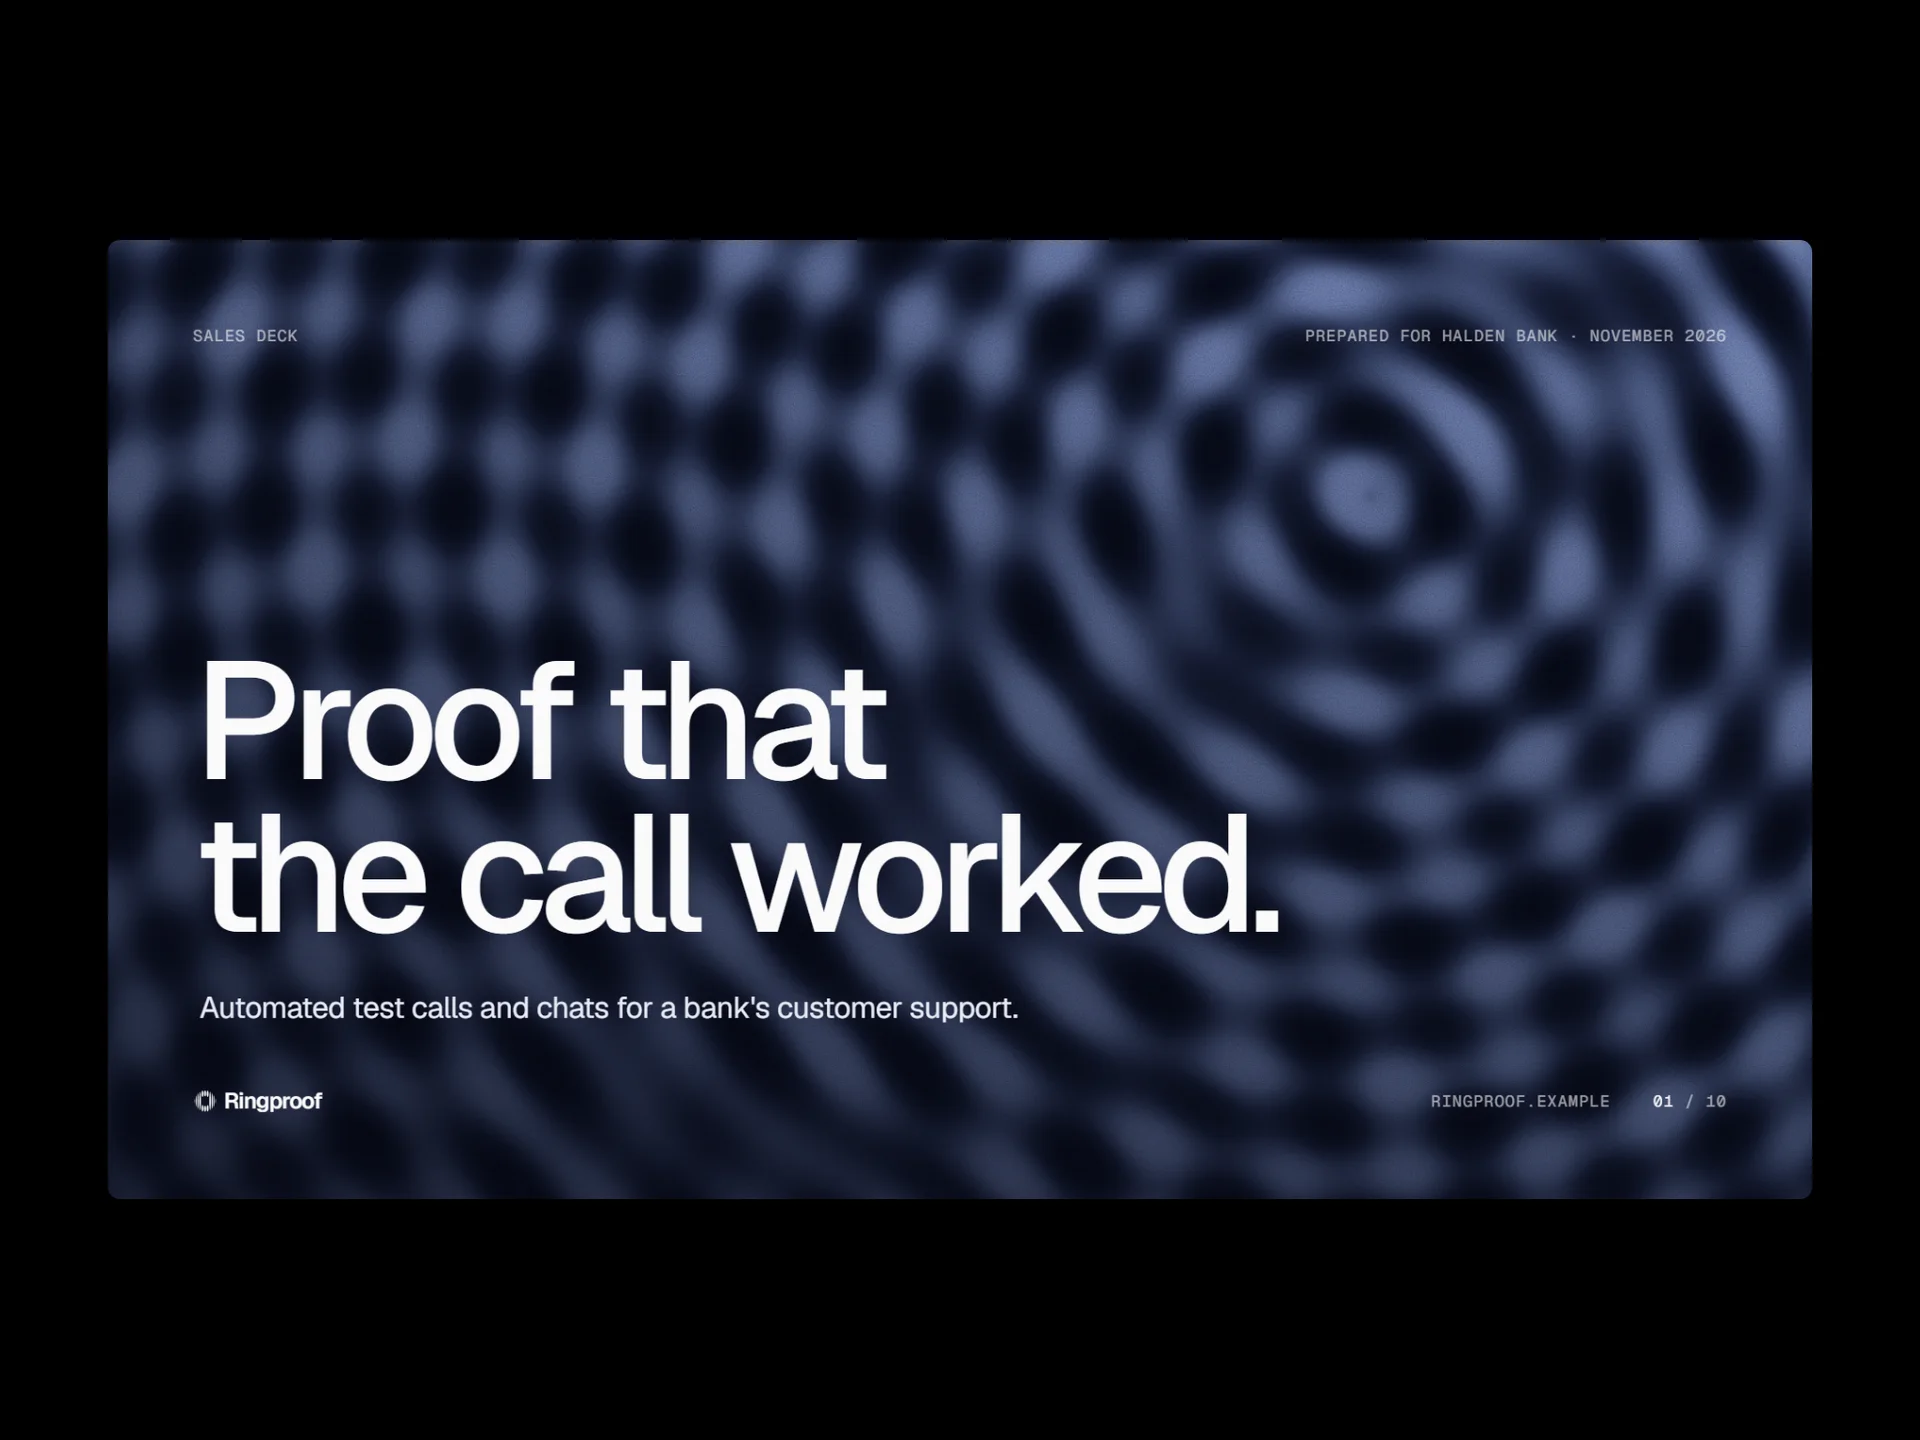 SALES DECK
PREPARED FOR HALDEN BANK · NOVEMBER 2026
Proof that
the call worked.
Automated test calls and chats for a bank's customer support.
Ringproof
RINGPROOF.EXAMPLE 01 / 10